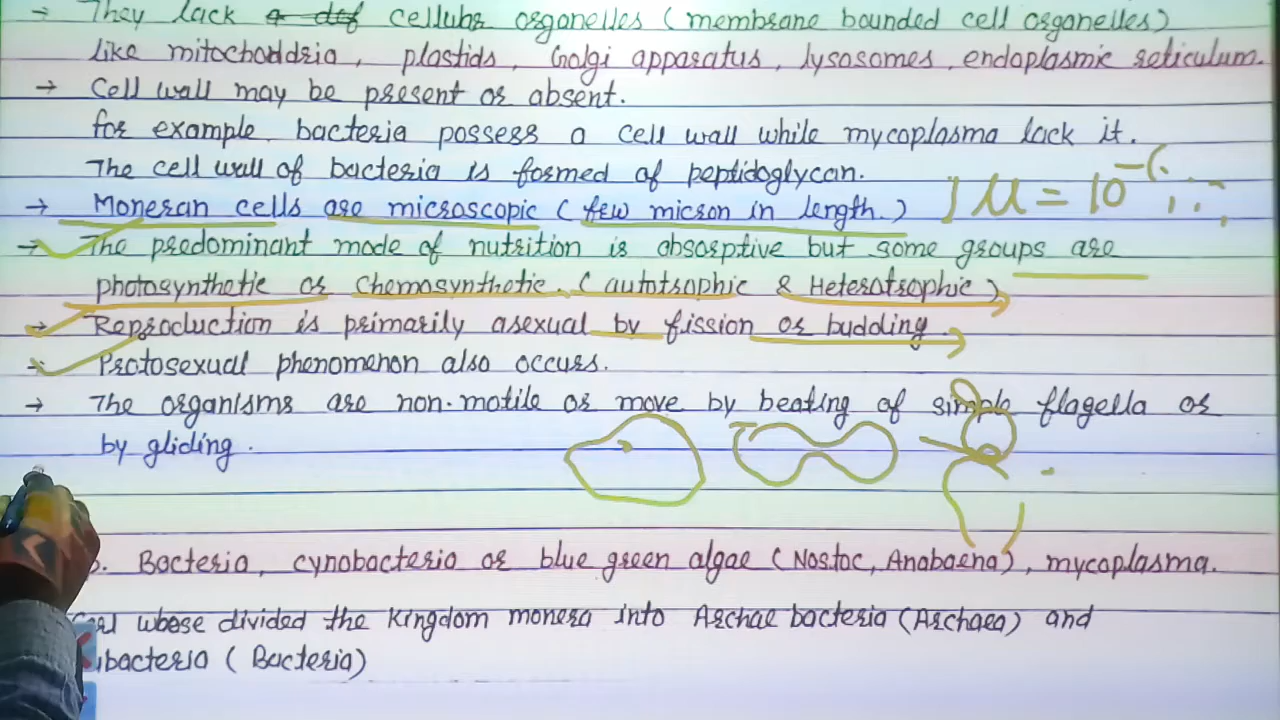 → They lack cellular organelles (membrane bounded cell organelles)
like mitochondria, plastids, Golgi apparatus, lysosomes, endoplasmic reticulum.
→ Cell wall may be present or absent.
for example, bacteria possess a cell wall while mycoplasma lack it.
The cell wall of bacteria is formed of peptidoglycan.
→ Moneran cells are microscopic (few micron in length.) 1 μ = 10
→ The predominant mode of nutrition is absorptive but some groups are
photosynthetic or Chemosynthetic. (autotrophic & Heterotrophic)
→ Reproduction is primarily asexual by fission or budding.
→ Protosexual phenomenon also occurs.
→ The organisms are non-motile or move by beating of simple flagella or
by gliding.
Bacteria, cynobacteria or blue green algae (Nostoc, Anabaena), mycoplasma.
Carl whose divided the Kingdom monera into Archae bacteria (Archaea) and
(Bacteria)